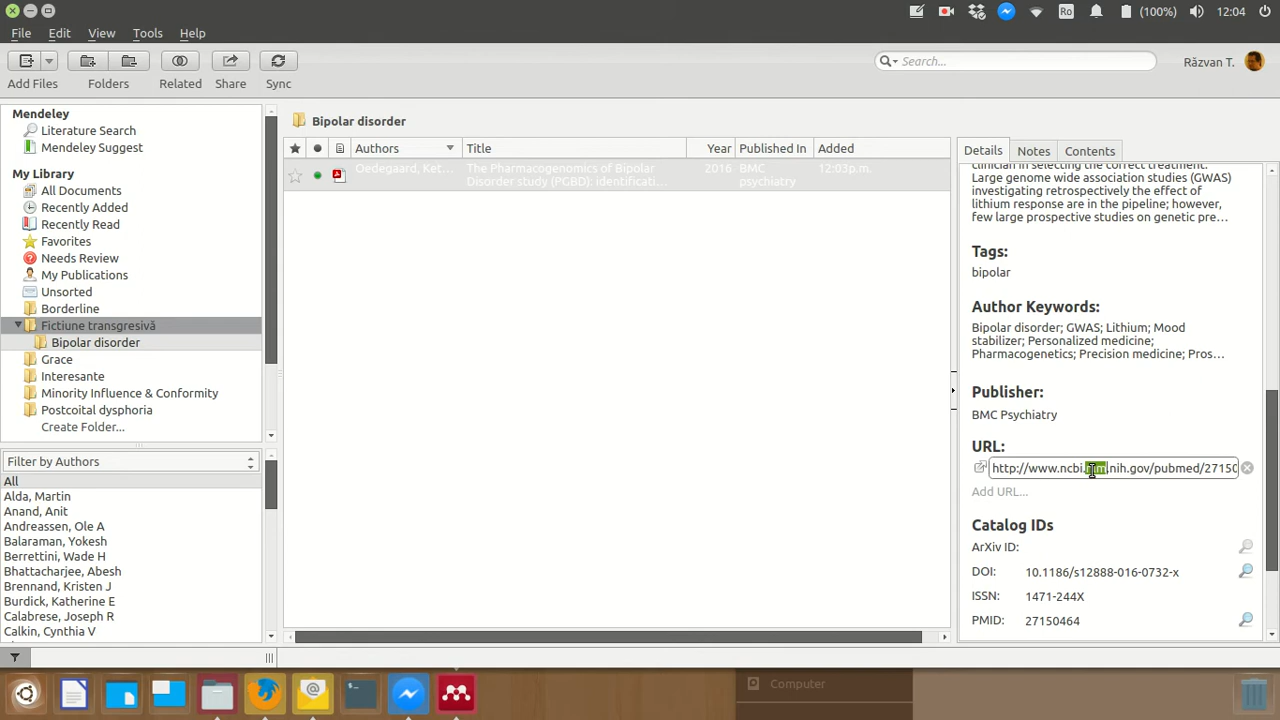 Ro
(100%)
12:04
File Edit View Tools Help
Add Files Folders Related Share Sync
Search...
Răzvan T.
Mendeley
Literature Search
Mendeley Suggest
My Library
All Documents
Recently Added
Recently Read
Favorites
Needs Review
My Publications
Unsorted
Borderline
Fictiune transgresivă
Bipolar disorder
Grace
Interesante
Minority Influence & Conformity
Postcoital dysphoria
Create Folder...
Filter by Authors
All
Alda, Martin
Anand, Anit
Andreassen, Ole A
Balaraman, Yokesh
Berrettini, Wade H
Bhattacharjee, Abesh
Brennand, Kristen J
Burdick, Katherine E
Calabrese, Joseph R
Calkin, Cynthia V
Bipolar disorder
Authors Title Year Published In Added
Oedegaard, Ket... The Pharmacogenomics of Bipolar 2016 BMC 12:03p.m.
Disorder study (PGBD): identificati... psychiatry
Details Notes Contents
clinician in selecting the correct treatment.
Large genome wide association studies (GWAS)
investigating retrospectively the effect of
lithium response are in the pipeline; however,
few large prospective studies on genetic pre...
Tags:
bipolar
Author Keywords:
Bipolar disorder; GWAS; Lithium; Mood
stabilizer; Personalized medicine;
Pharmacogenetics; Precision medicine; Pros...
Publisher:
BMC Psychiatry
URL:
http://www.ncbi.nlm.nih.gov/pubmed/27150
Add URL...
Catalog IDs
ArXiv ID:
DOI: 10.1186/s12888-016-0732-x
ISSN: 1471-244X
PMID: 27150464
Computer